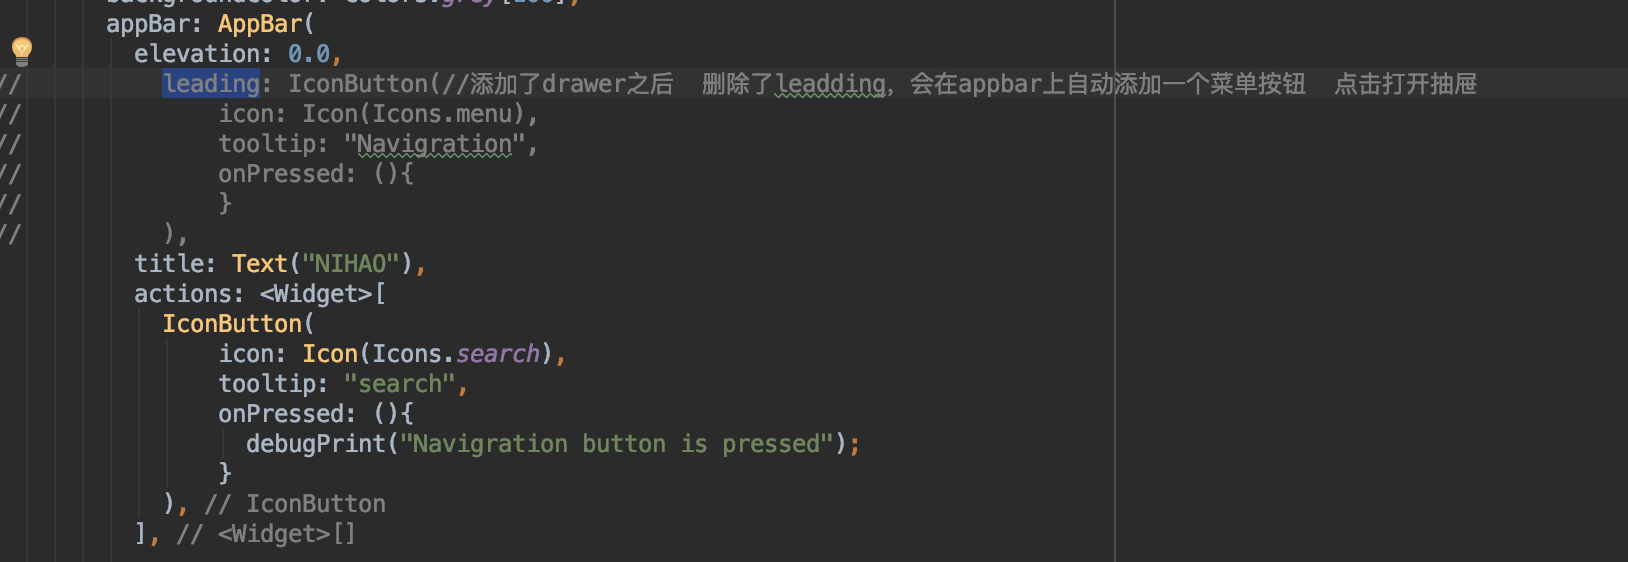 appBar: AppBar(
elevation: 0.0,
// leading: IconButton(//添加了drawer之后 删除了leadding，会在appbar上自动添加一个菜单按钮 点击打开抽屉
// icon: Icon(Icons.menu),
// tooltip: "Navigration",
// onPressed: (){
// }
// ),
title: Text("NIHAO"),
actions: <Widget>[
IconButton(
icon: Icon(Icons.search),
tooltip: "search",
onPressed: (){
debugPrint("Navigration button is pressed");
}
), // IconButton
], // <Widget>[]